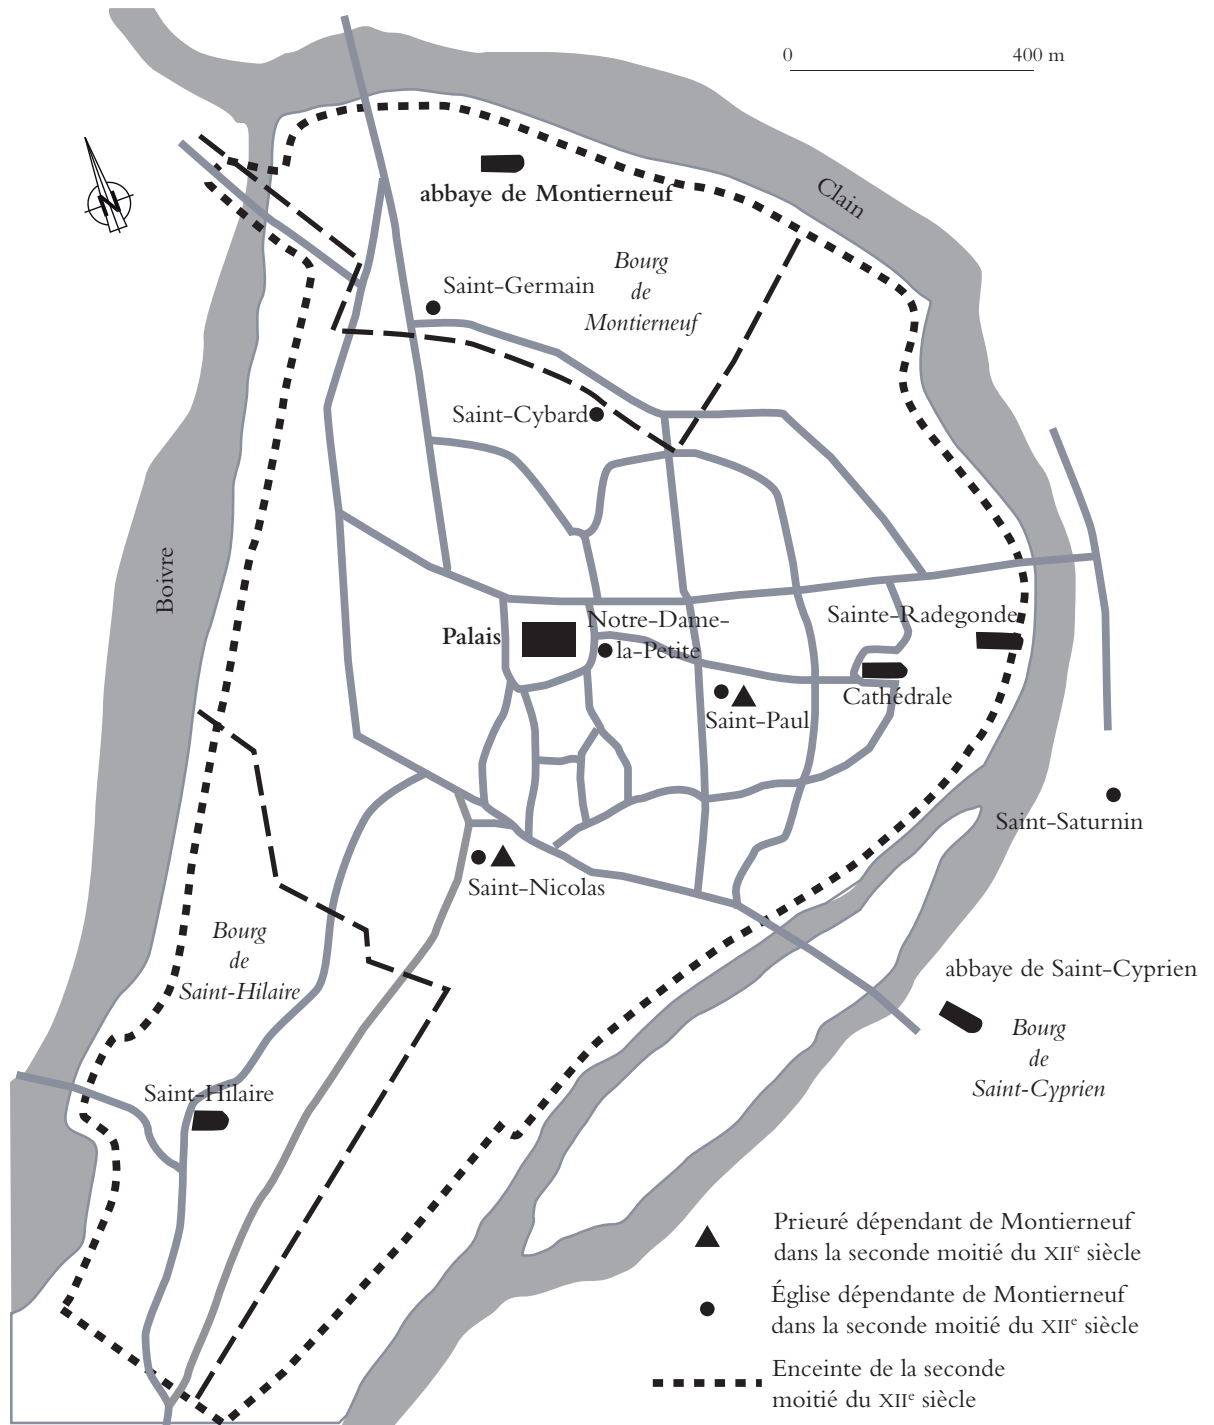 0 400 m
N
abbaye de Montierneuf
Clain
Bourg
de
Montierneuf
Saint-Germain
Saint-Cybard
Boivre
Sainte-Radegonde
Palais
Notre-Dame-
la-Petite
Cathédrale
Saint-Paul
Saint-Saturnin
Saint-Nicolas
Bourg
de
Saint-Hilaire
abbaye de Saint-Cyprien
Bourg
de
Saint-Cyprien
Saint-Hilaire
Prieuré dépendant de Montierneuf
dans la seconde moitié du XIIe siècle
Église dépendante de Montierneuf
dans la seconde moitié du XIIe siècle
Enceinte de la seconde
moitié du XIIe siècle